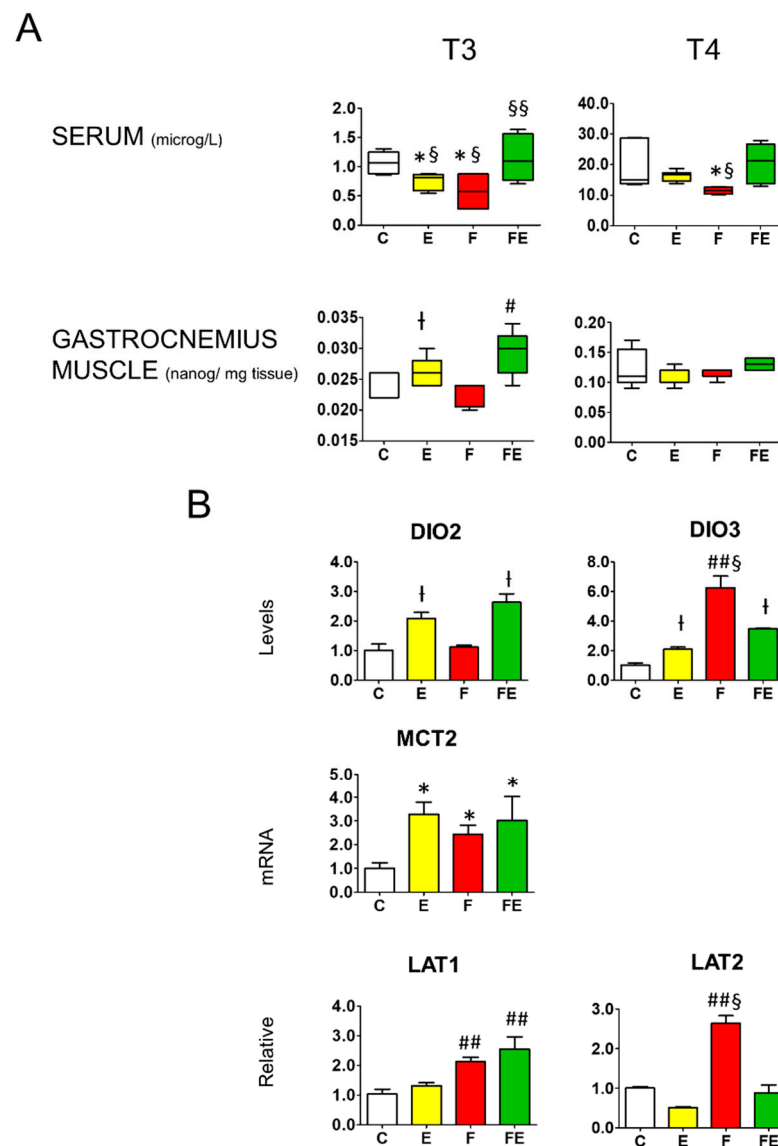 A
T3 T4
SERUM (microg/L)
2.0
1.5
1.0
0.5
0.0
* § * § §§
C E F FE
40.0
30.0
20.0
10.0
0.0
* §
C E F FE
GASTROCNEMIUS
MUSCLE (nanog/ mg tissue)
0.035
0.030
0.025
0.020
0.015
ƚ #
C E F FE
0.20
0.15
0.10
0.05
0.00
C E F FE
B
DIO2
4.0
3.0
2.0
1.0
0.0
ƚ ƚ
C E F FE
DIO3
8.0
6.0
4.0
2.0
0.0
ƚ ##§ ƚ
C E F FE
MCT2
5.0
4.0
3.0
2.0
1.0
0.0
* * *
C E F FE
LAT1
4.0
3.0
2.0
1.0
0.0
## ##
C E F FE
LAT2
3.0
2.0
1.0
0.0
##§
C E F FE
Relative mRNA Levels